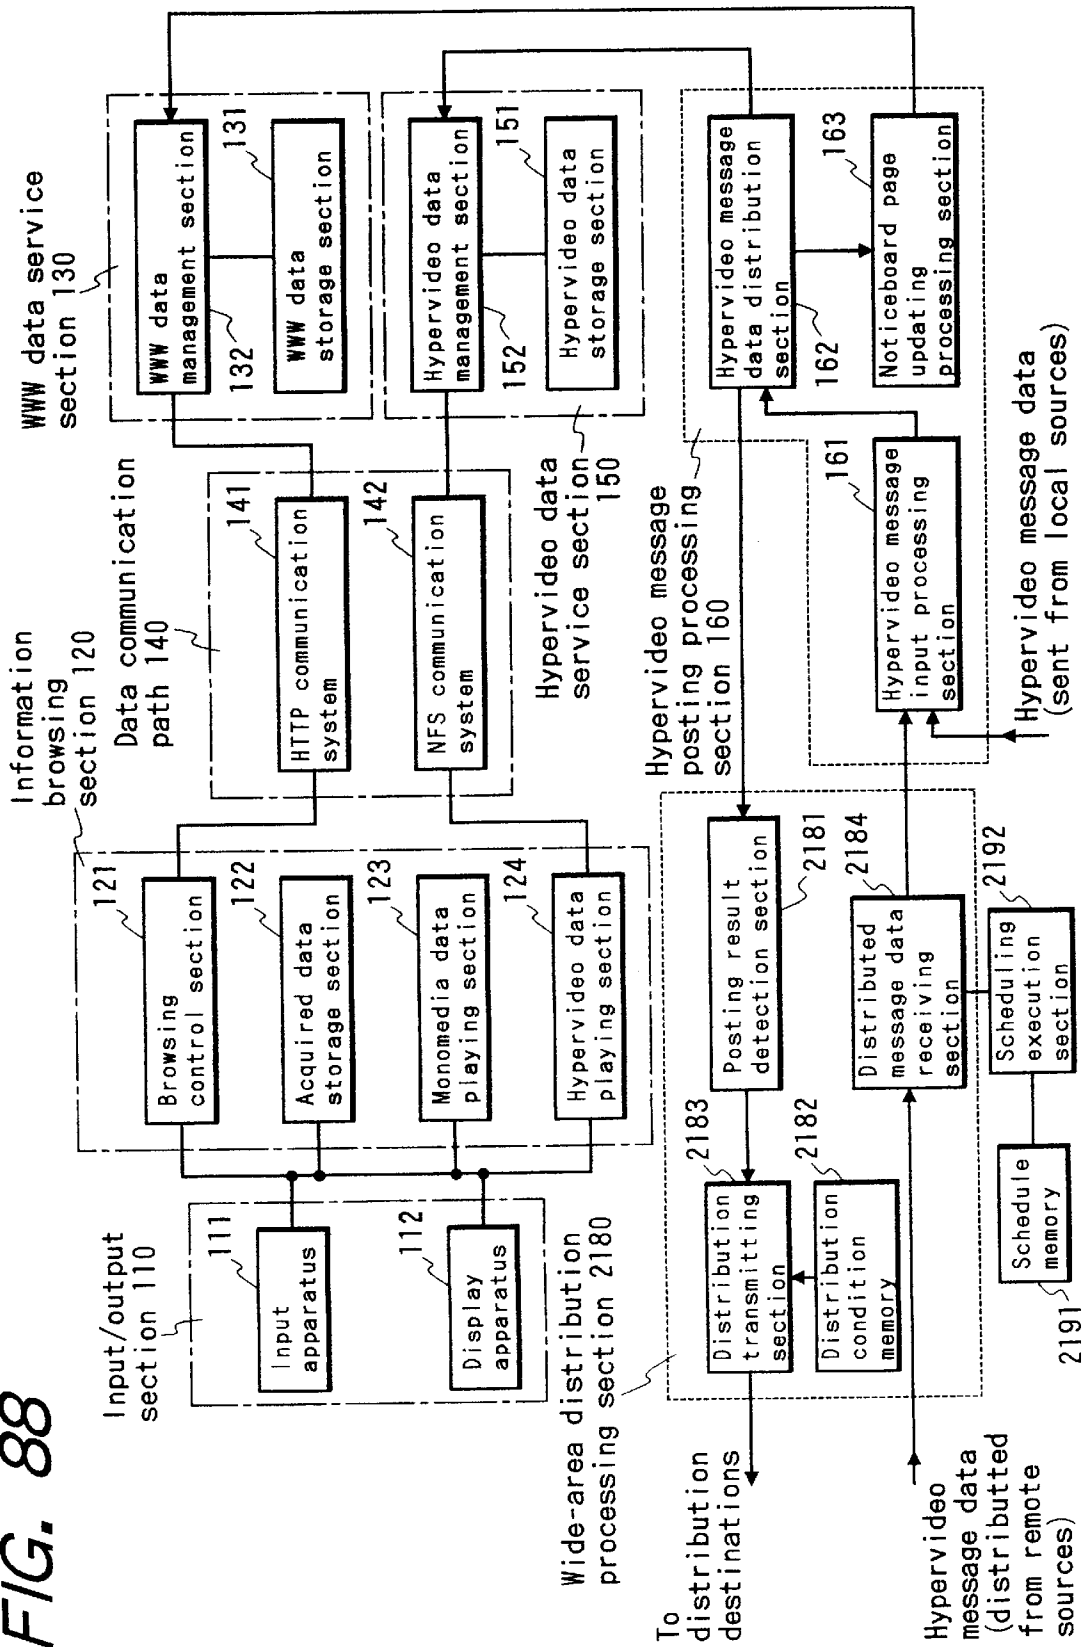 FIG. 88
Input/output
section 110
111
Input
apparatus
112
Display
apparatus
Information
browsing
section 120
121
Browsing
control section
122
Acquired data
storage section
123
Monomedia data
playing section
124
Hypervideo data
playing section
Data communication
path 140
141
HTTP communication
system
142
NFS communication
system
WWW data service
section 130
WWW data
management section
132
131
WWW data
storage section
Hypervideo data
management section
152
151
Hypervideo data
storage section
Hypervideo data
service section
150
Wide-area distribution
processing section 2180
To
distribution
destinations
2183
Distribution
transmitting
section
2182
Distribution
condition
memory
Posting result
detection section
2181
2184
Distributed
message data
receiving
section
2192
Scheduling
execution
section
Schedule
memory
2191
Hypervideo
message data
(distributted
from remote
sources)
Hypervideo message
posting processing
section 160
Hypervideo message
data distribution
section
162
163
Noticeboard page
updating
processing section
161
Hypervideo message
input processing
section
Hypervideo message data
(sent from local sources)